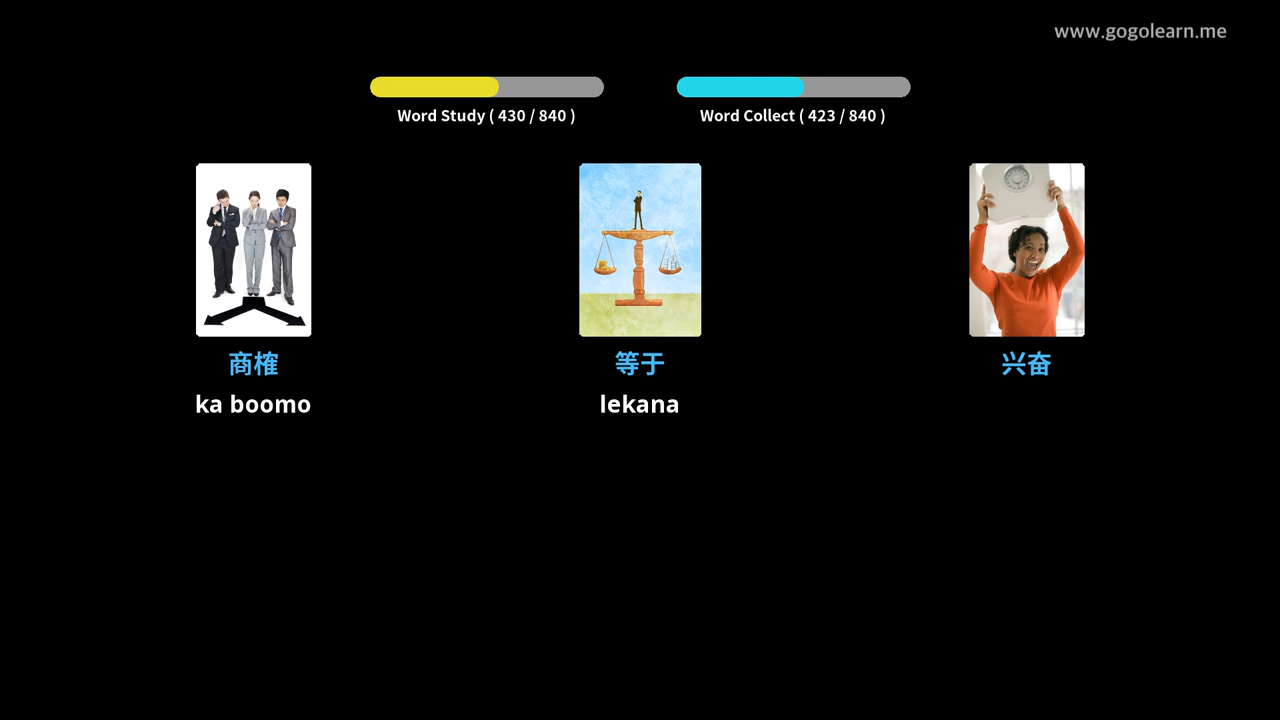 www.gogolearn.me
Word Study ( 430 / 840 )
Word Collect ( 423 / 840 )
商榷
等于
兴奋
ka boomo
lekana